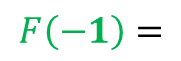 F(−1) =